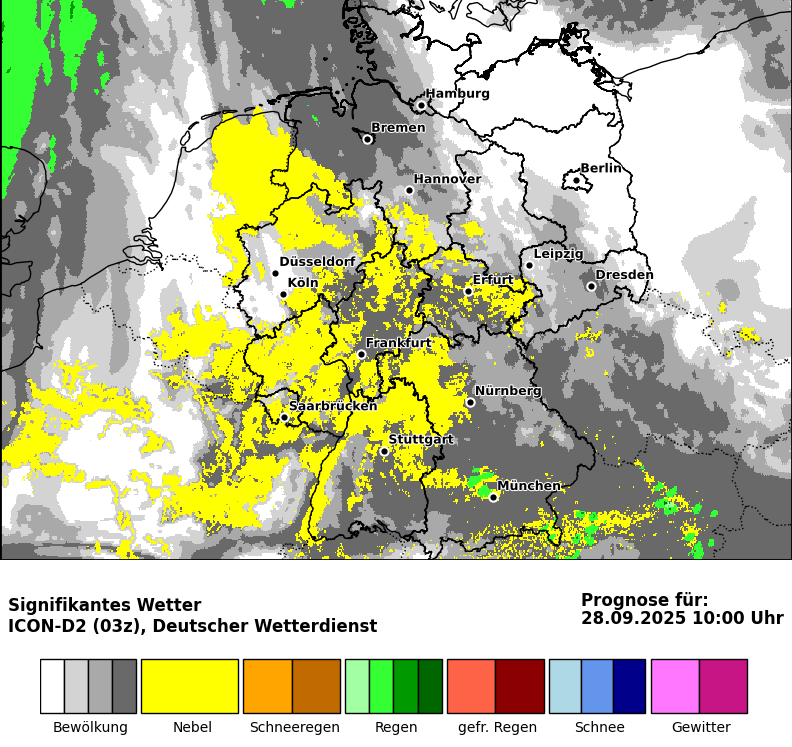 Hamburg
Bremen
Berlin
Hannover
Leipzig
Düsseldorf
Dresden
Köln
Erfurt
Frankfurt
Nürnberg
Saarbrücken
Stuttgart
München
Signifikantes Wetter
ICON-D2 (03z), Deutscher Wetterdienst
Prognose für:
28.09.2025 10:00 Uhr
Bewölkung Nebel Schneeregen Regen gefr. Regen Schnee Gewitter